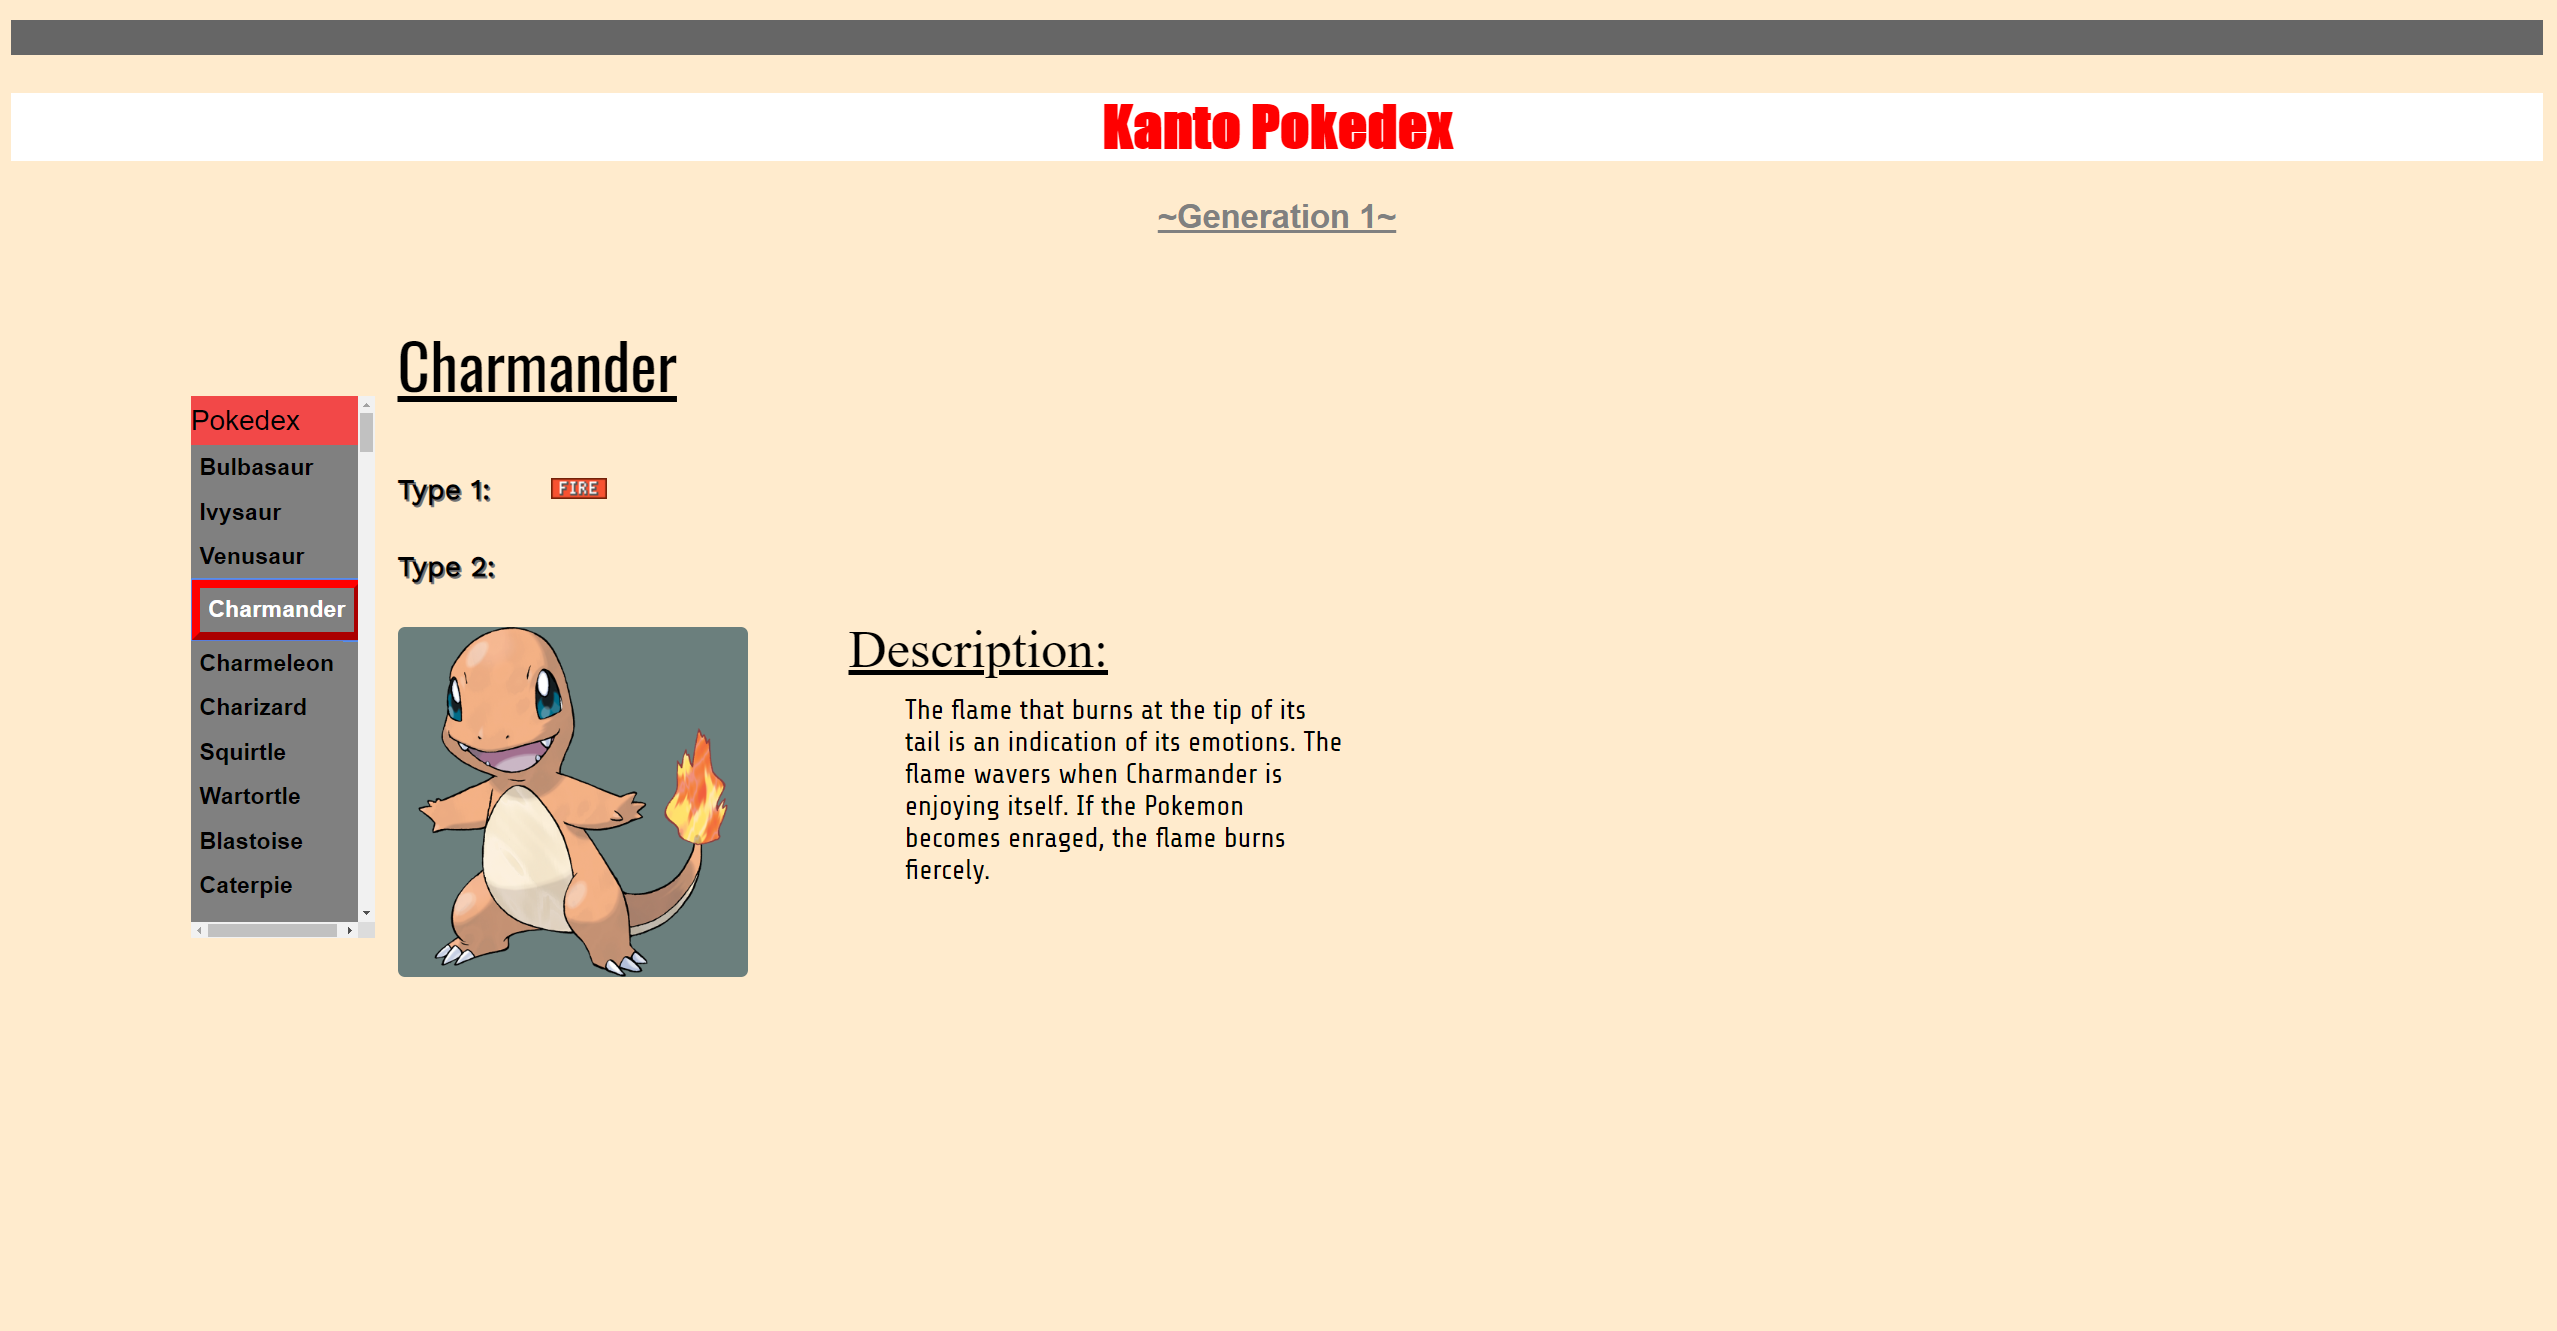 Kanto Pokedex
~Generation 1~
Charmander
Pokedex
Bulbasaur
Ivysaur
Venusaur
Charmander
Charmeleon
Charizard
Squirtle
Wartortle
Blastoise
Caterpie
Type 1:
FIRE
Type 2:
Description:
The flame that burns at the tip of its
tail is an indication of its emotions. The
flame wavers when Charmander is
enjoying itself. If the Pokemon
becomes enraged, the flame burns
fiercely.